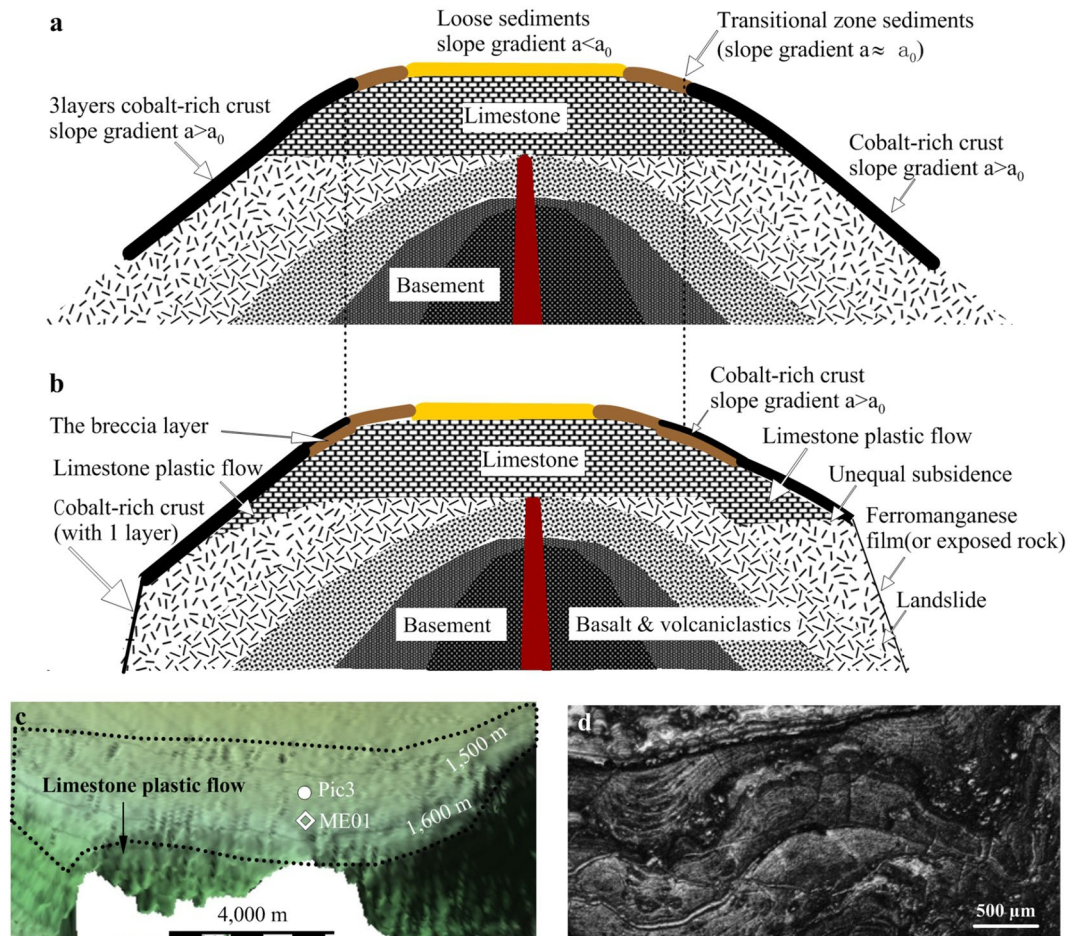 a
Loose sediments
slope gradient a<a₀
Transitional zone sediments
(slope gradient a≈ a₀)
3layers cobalt-rich crust
slope gradient a>a₀
Limestone
Cobalt-rich crust
slope gradient a>a₀
Basement
b
Cobalt-rich crust
slope gradient a>a₀
The breccia layer
Limestone plastic flow
Limestone plastic flow
Limestone
Unequal subsidence
Cobalt-rich crust
(with 1 layer)
Ferromanganese
film(or exposed rock)
Landslide
Basement
Basalt & volcaniclastics
c
1,500 m
Limestone plastic flow
Pic3
ME01
1,600 m
4,000 m
d
500 µm